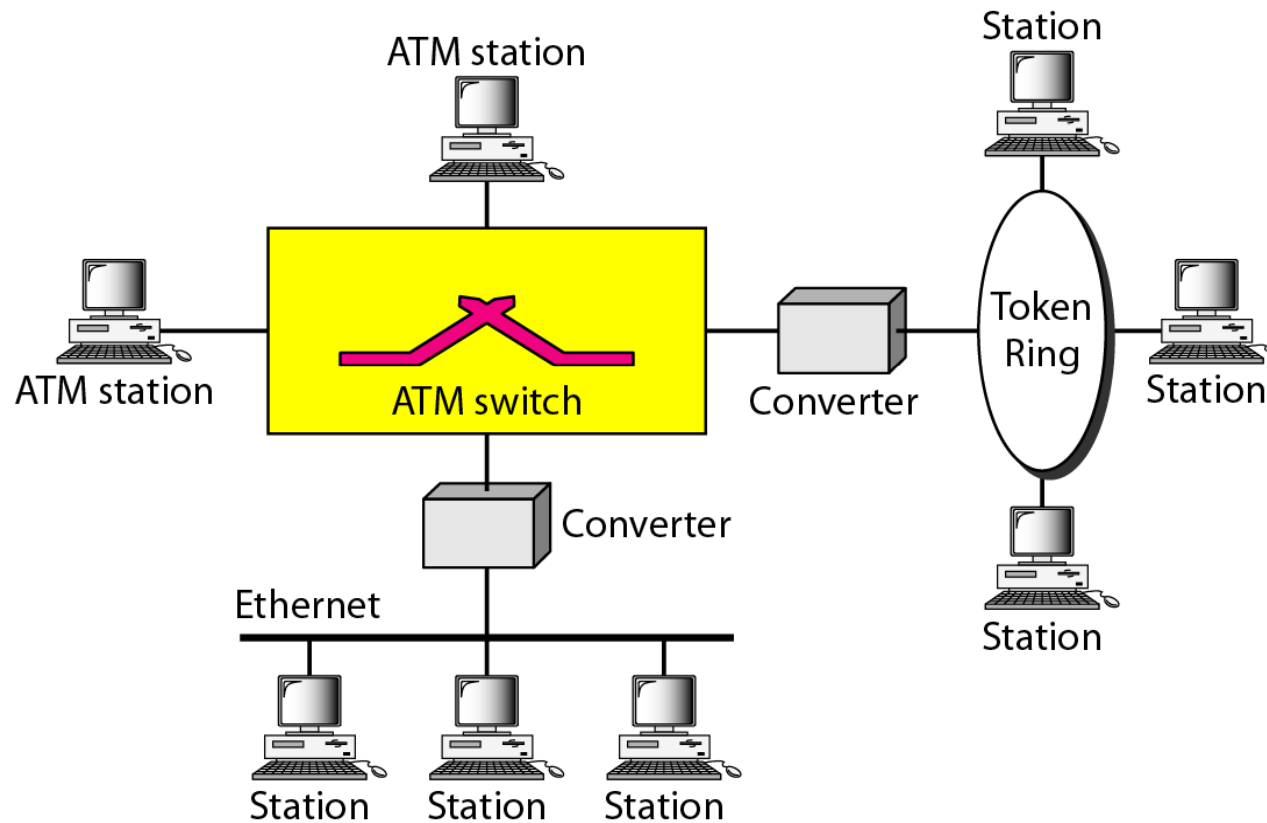 Station
ATM station
Token
Ring
ATM station
ATM switch
Converter
Station
Converter
Ethernet
Station
Station
Station
Station